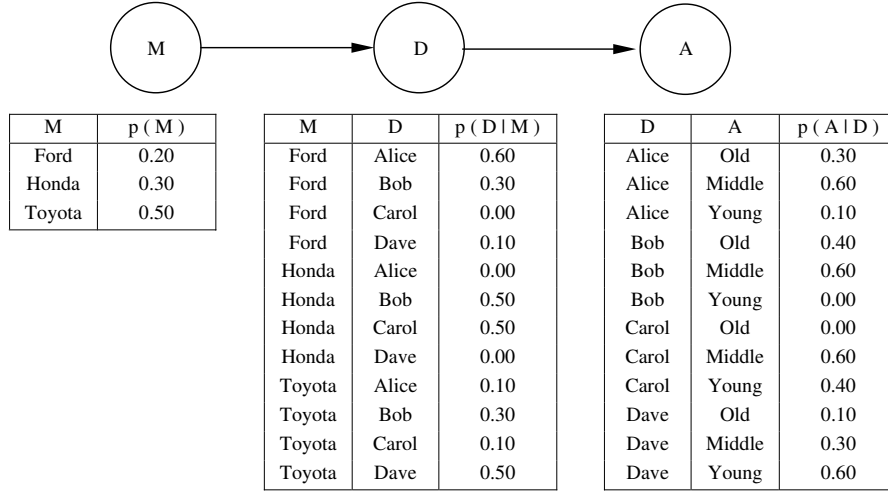 M D A
M p ( M )
Ford 0.20
Honda 0.30
Toyota 0.50
M D p ( D | M )
Ford Alice 0.60
Ford Bob 0.30
Ford Carol 0.00
Ford Dave 0.10
Honda Alice 0.00
Honda Bob 0.50
Honda Carol 0.50
Honda Dave 0.00
Toyota Alice 0.10
Toyota Bob 0.30
Toyota Carol 0.10
Toyota Dave 0.50
D A p ( A | D )
Alice Old 0.30
Alice Middle 0.60
Alice Young 0.10
Bob Old 0.40
Bob Middle 0.60
Bob Young 0.00
Carol Old 0.00
Carol Middle 0.60
Carol Young 0.40
Dave Old 0.10
Dave Middle 0.30
Dave Young 0.60